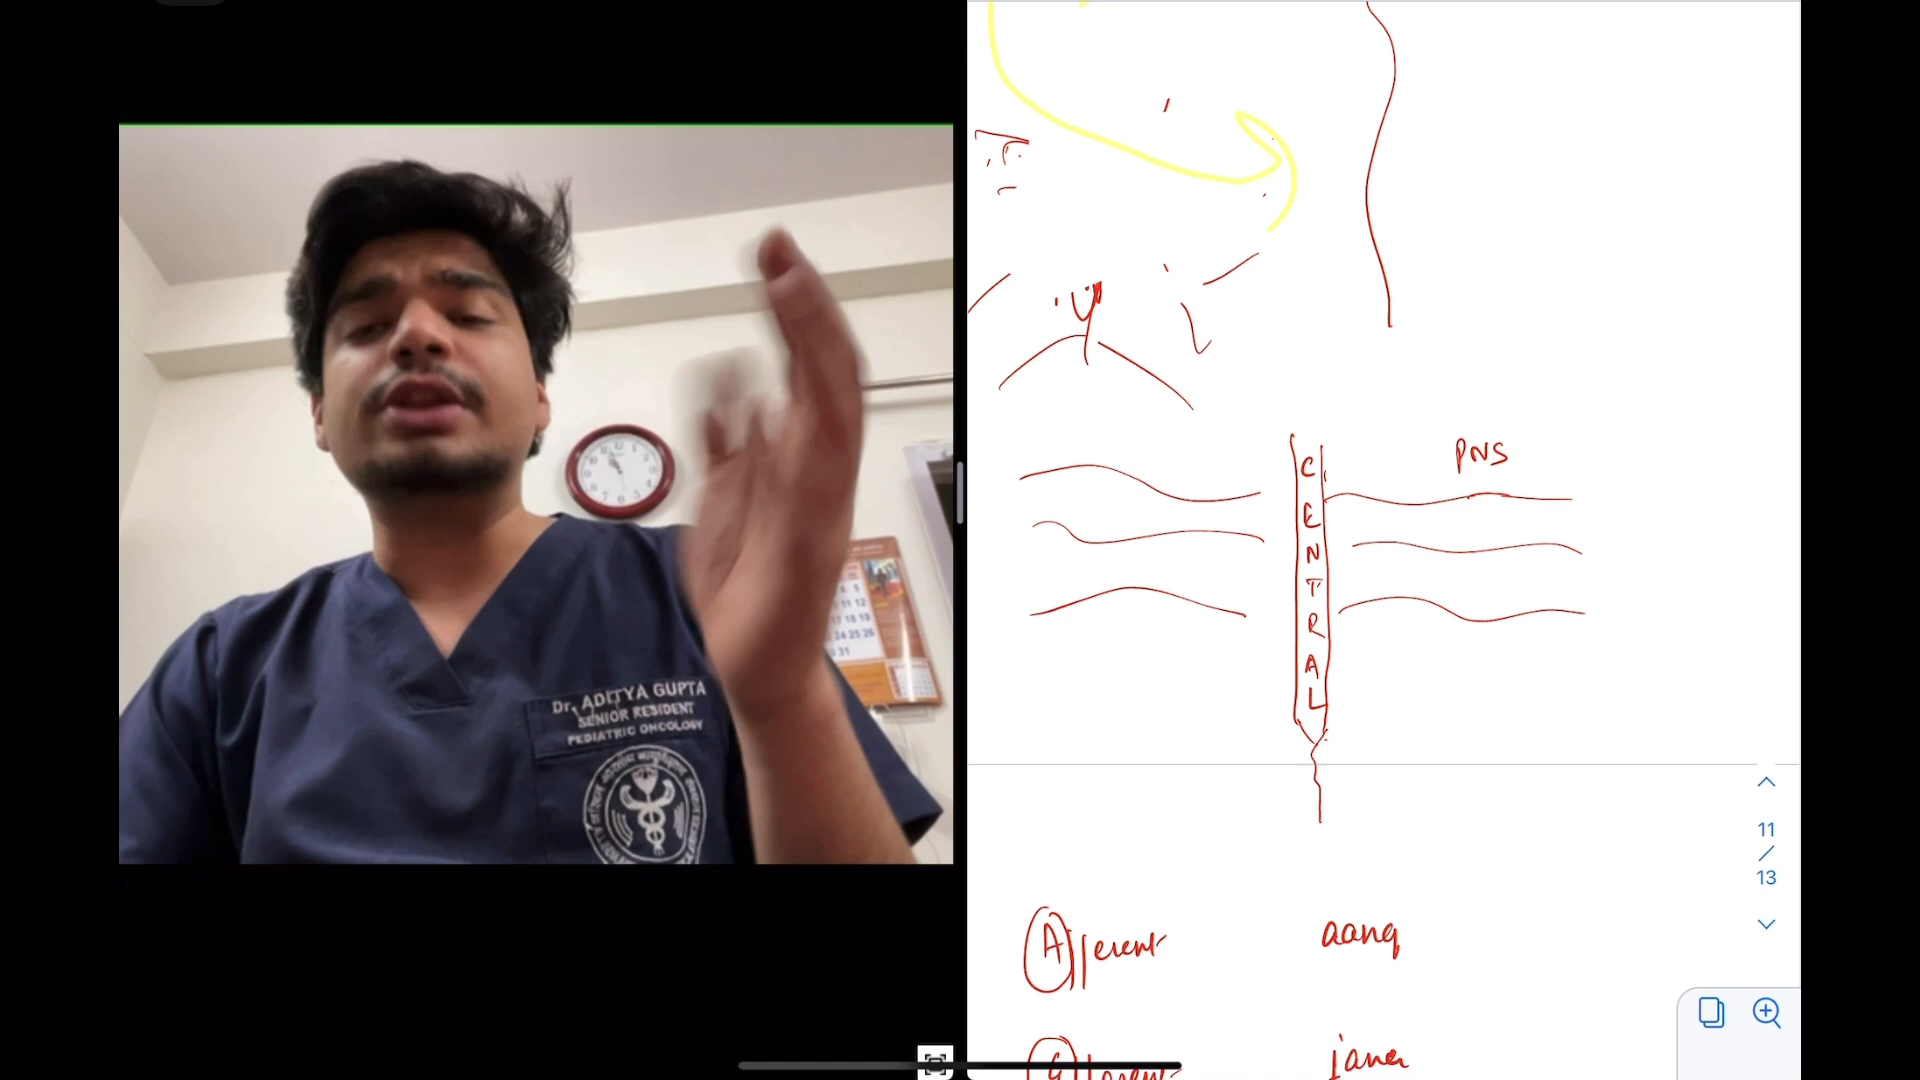 Dr. ADITYA GUPTA
SENIOR RESIDENT
PEDIATRIC ONCOLOGY
PNS
CENTRAL
11
/
13
Afferent
aana
jana